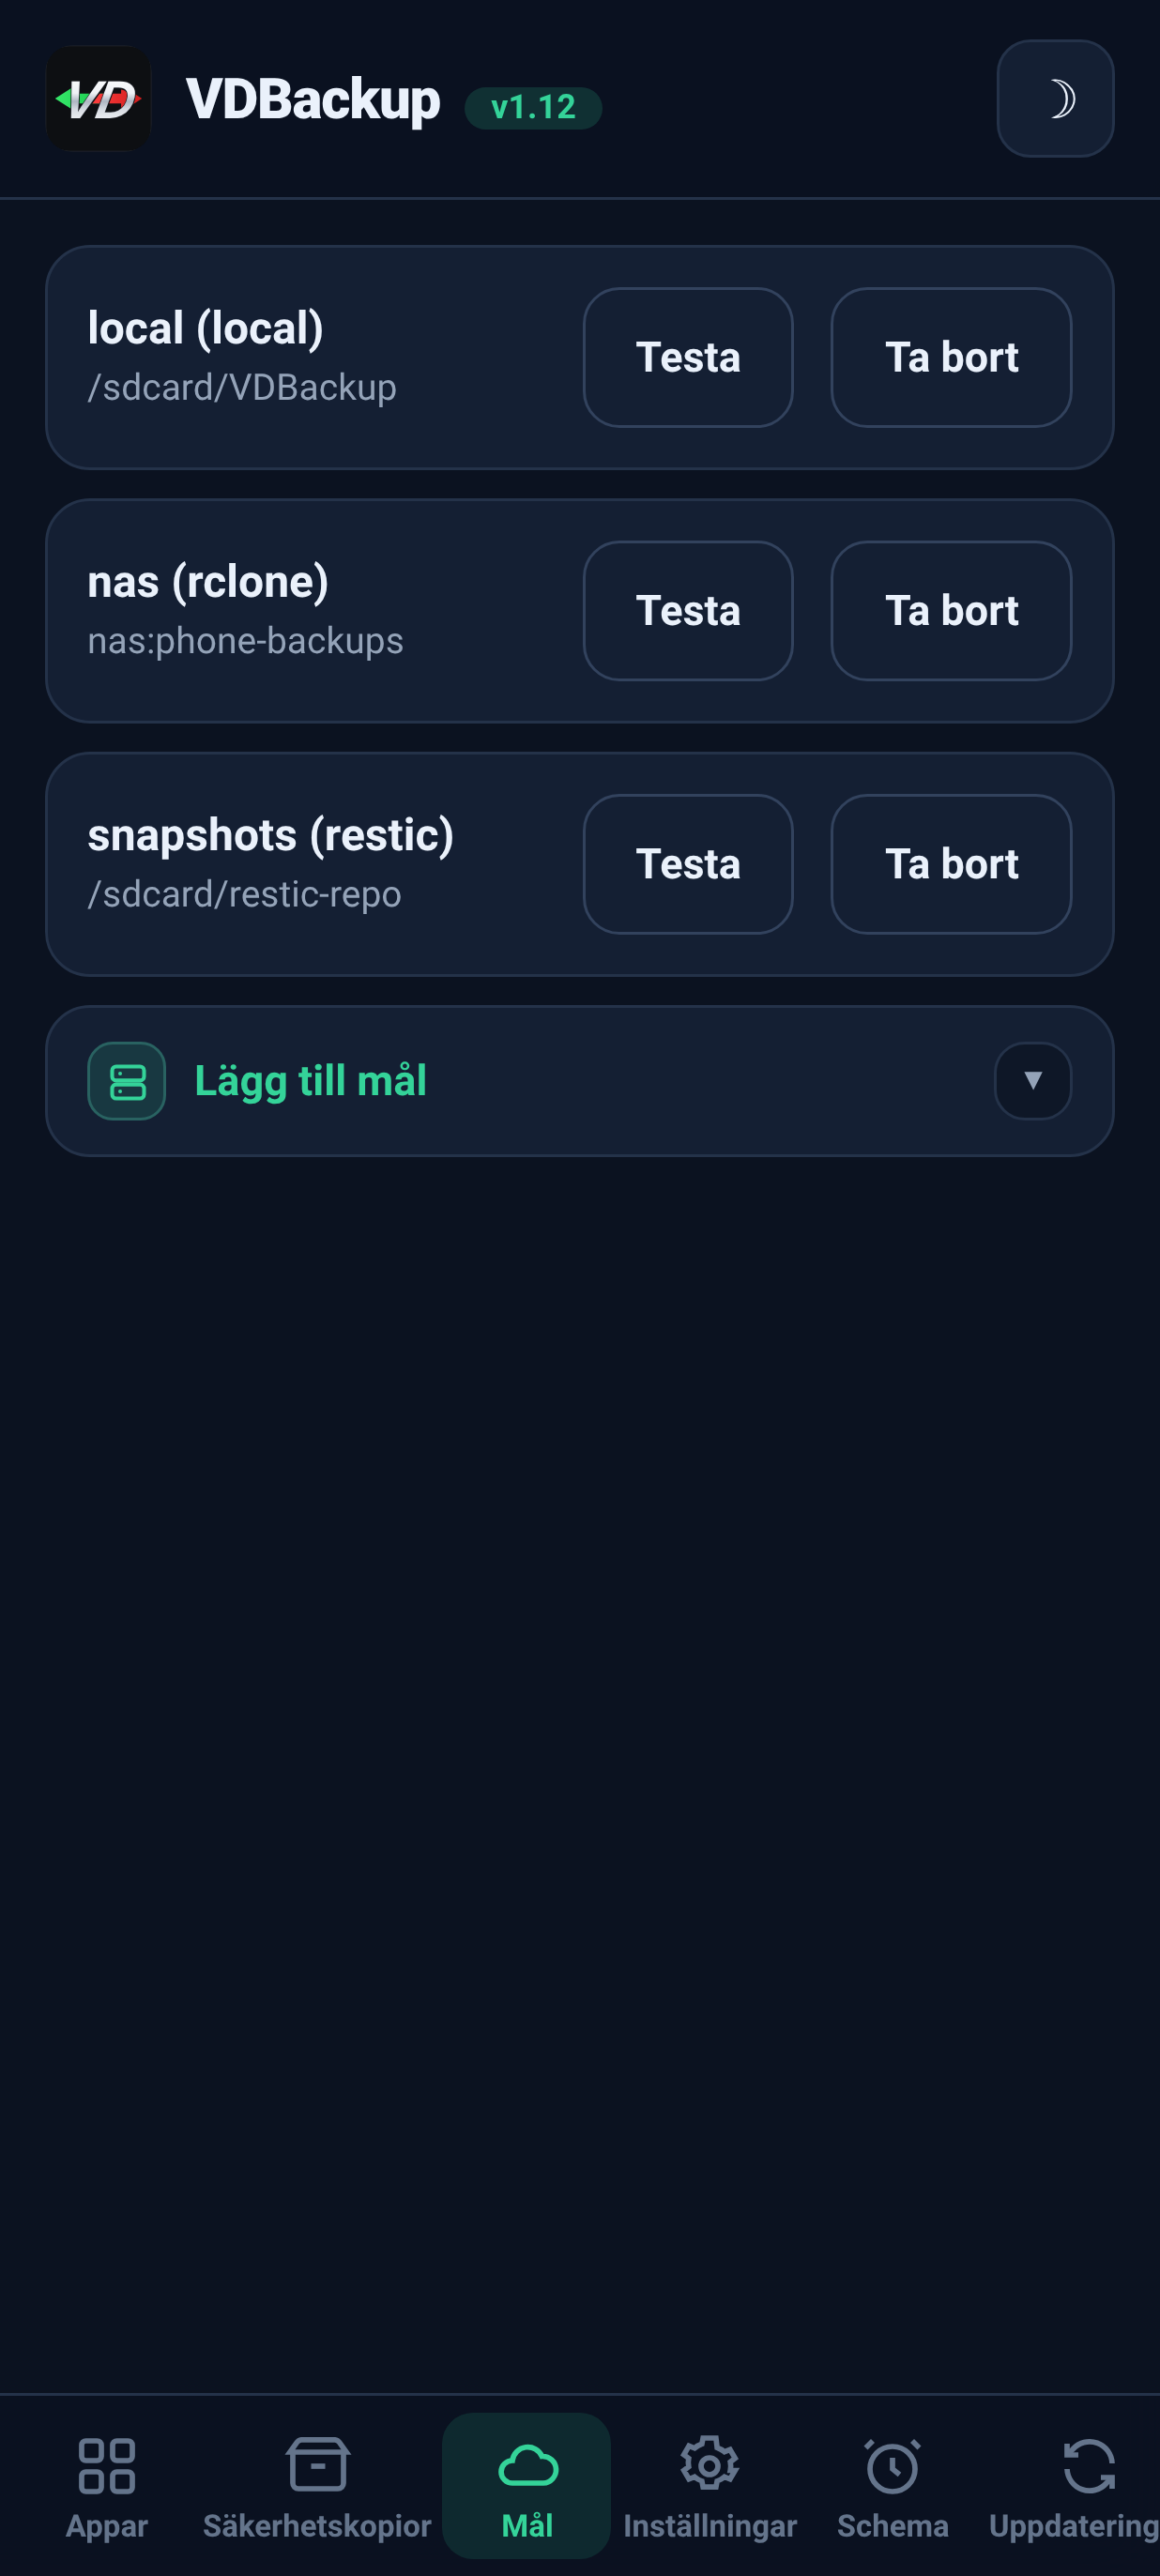 VD
VDBackup v1.12
local (local)
/sdcard/VDBackup
Testa
Ta bort
nas (rclone)
nas:phone-backups
Testa
Ta bort
snapshots (restic)
/sdcard/restic-repo
Testa
Ta bort
Lägg till mål
Appar
Säkerhetskopior
Mål
Inställningar
Schema
Uppdatering